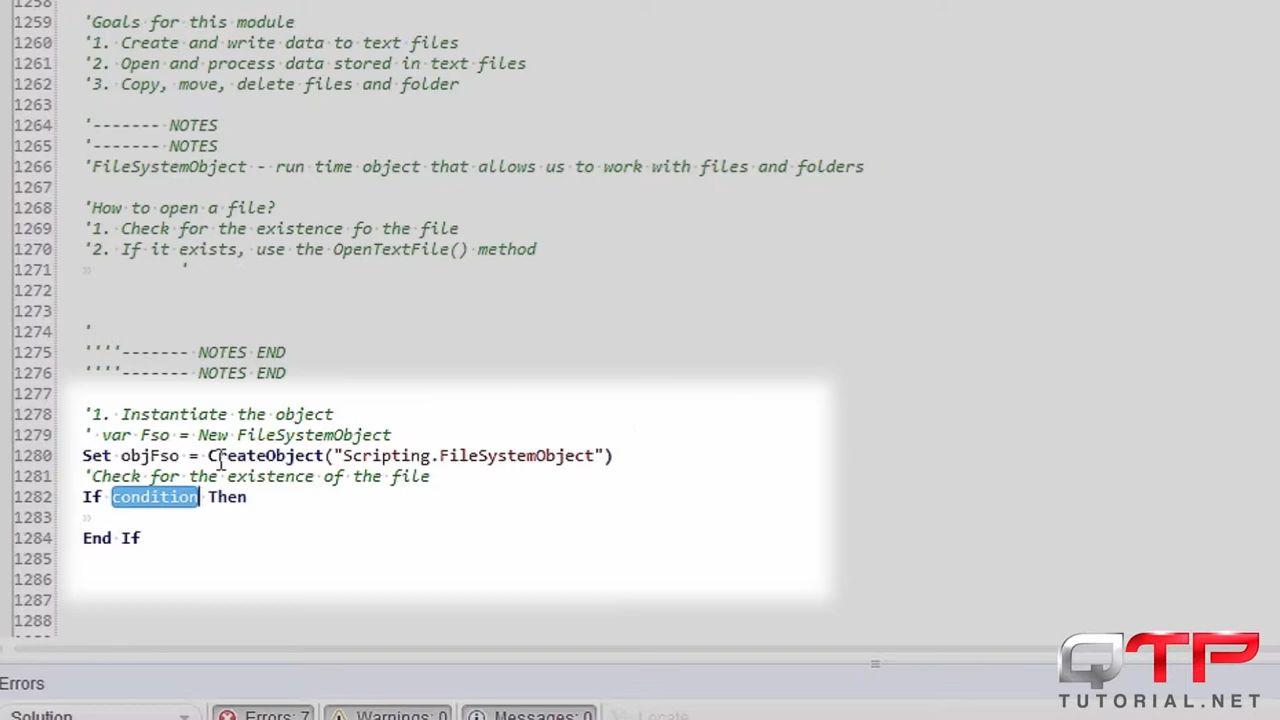 1258
1259 'Goals for this module
1260 '1. Create and write data to text files
1261 '2. Open and process data stored in text files
1262 '3. Copy, move, delete files and folder
1263
1264 '------- NOTES
1265 '------- NOTES
1266 'FileSystemObject - run time object that allows us to work with files and folders
1267
1268 'How to open a file?
1269 '1. Check for the existence fo the file
1270 '2. If it exists, use the OpenTextFile() method
1271 '
1272
1273
1274 '
1275 ''''------- NOTES END
1276 ''''------- NOTES END
1277
1278 '1. Instantiate the object
1279 ' var Fso = New FileSystemObject
1280 Set objFso = CreateObject("Scripting.FileSystemObject")
1281 'Check for the existence of the file
1282 If condition Then
1283
1284 End If
1285
1286
1287
1288
Errors
Solution Errors: 7 Warnings: 0 Messages: 0 Locate
QTP
TUTORIAL.NET